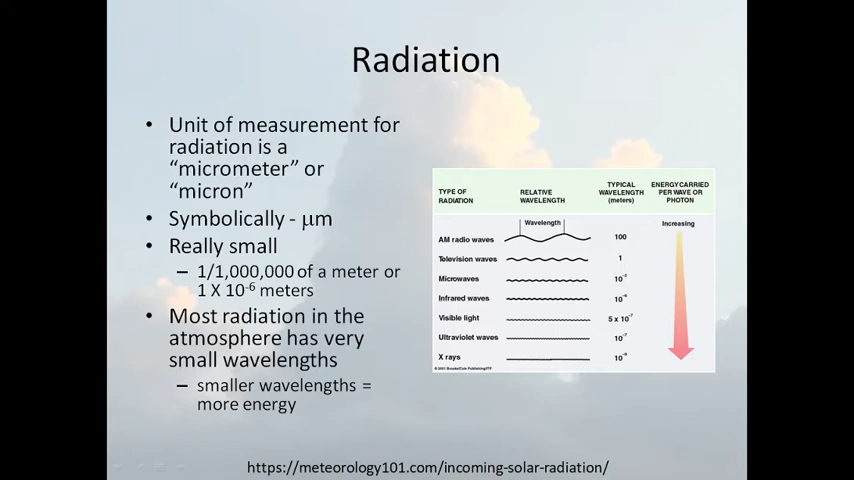 Radiation
• Unit of measurement for
radiation is a
“micrometer” or
“micron”
• Symbolically - μm
• Really small
– 1/1,000,000 of a meter or
1 X 10⁻⁶ meters
• Most radiation in the
atmosphere has very
small wavelengths
– smaller wavelengths =
more energy
TYPE OF
RADIATION
RELATIVE
WAVELENGTH
TYPICAL
WAVELENGTH
(meters)
ENERGY CARRIED
PER WAVE OR
PHOTON
Wavelength
Increasing
AM radio waves 100
Television waves 1
Microwaves 10⁻³
Infrared waves 10⁻⁶
Visible light 5 x 10⁻⁷
Ultraviolet waves 10⁻⁷
X rays 10⁻⁹
https://meteorology101.com/incoming-solar-radiation/